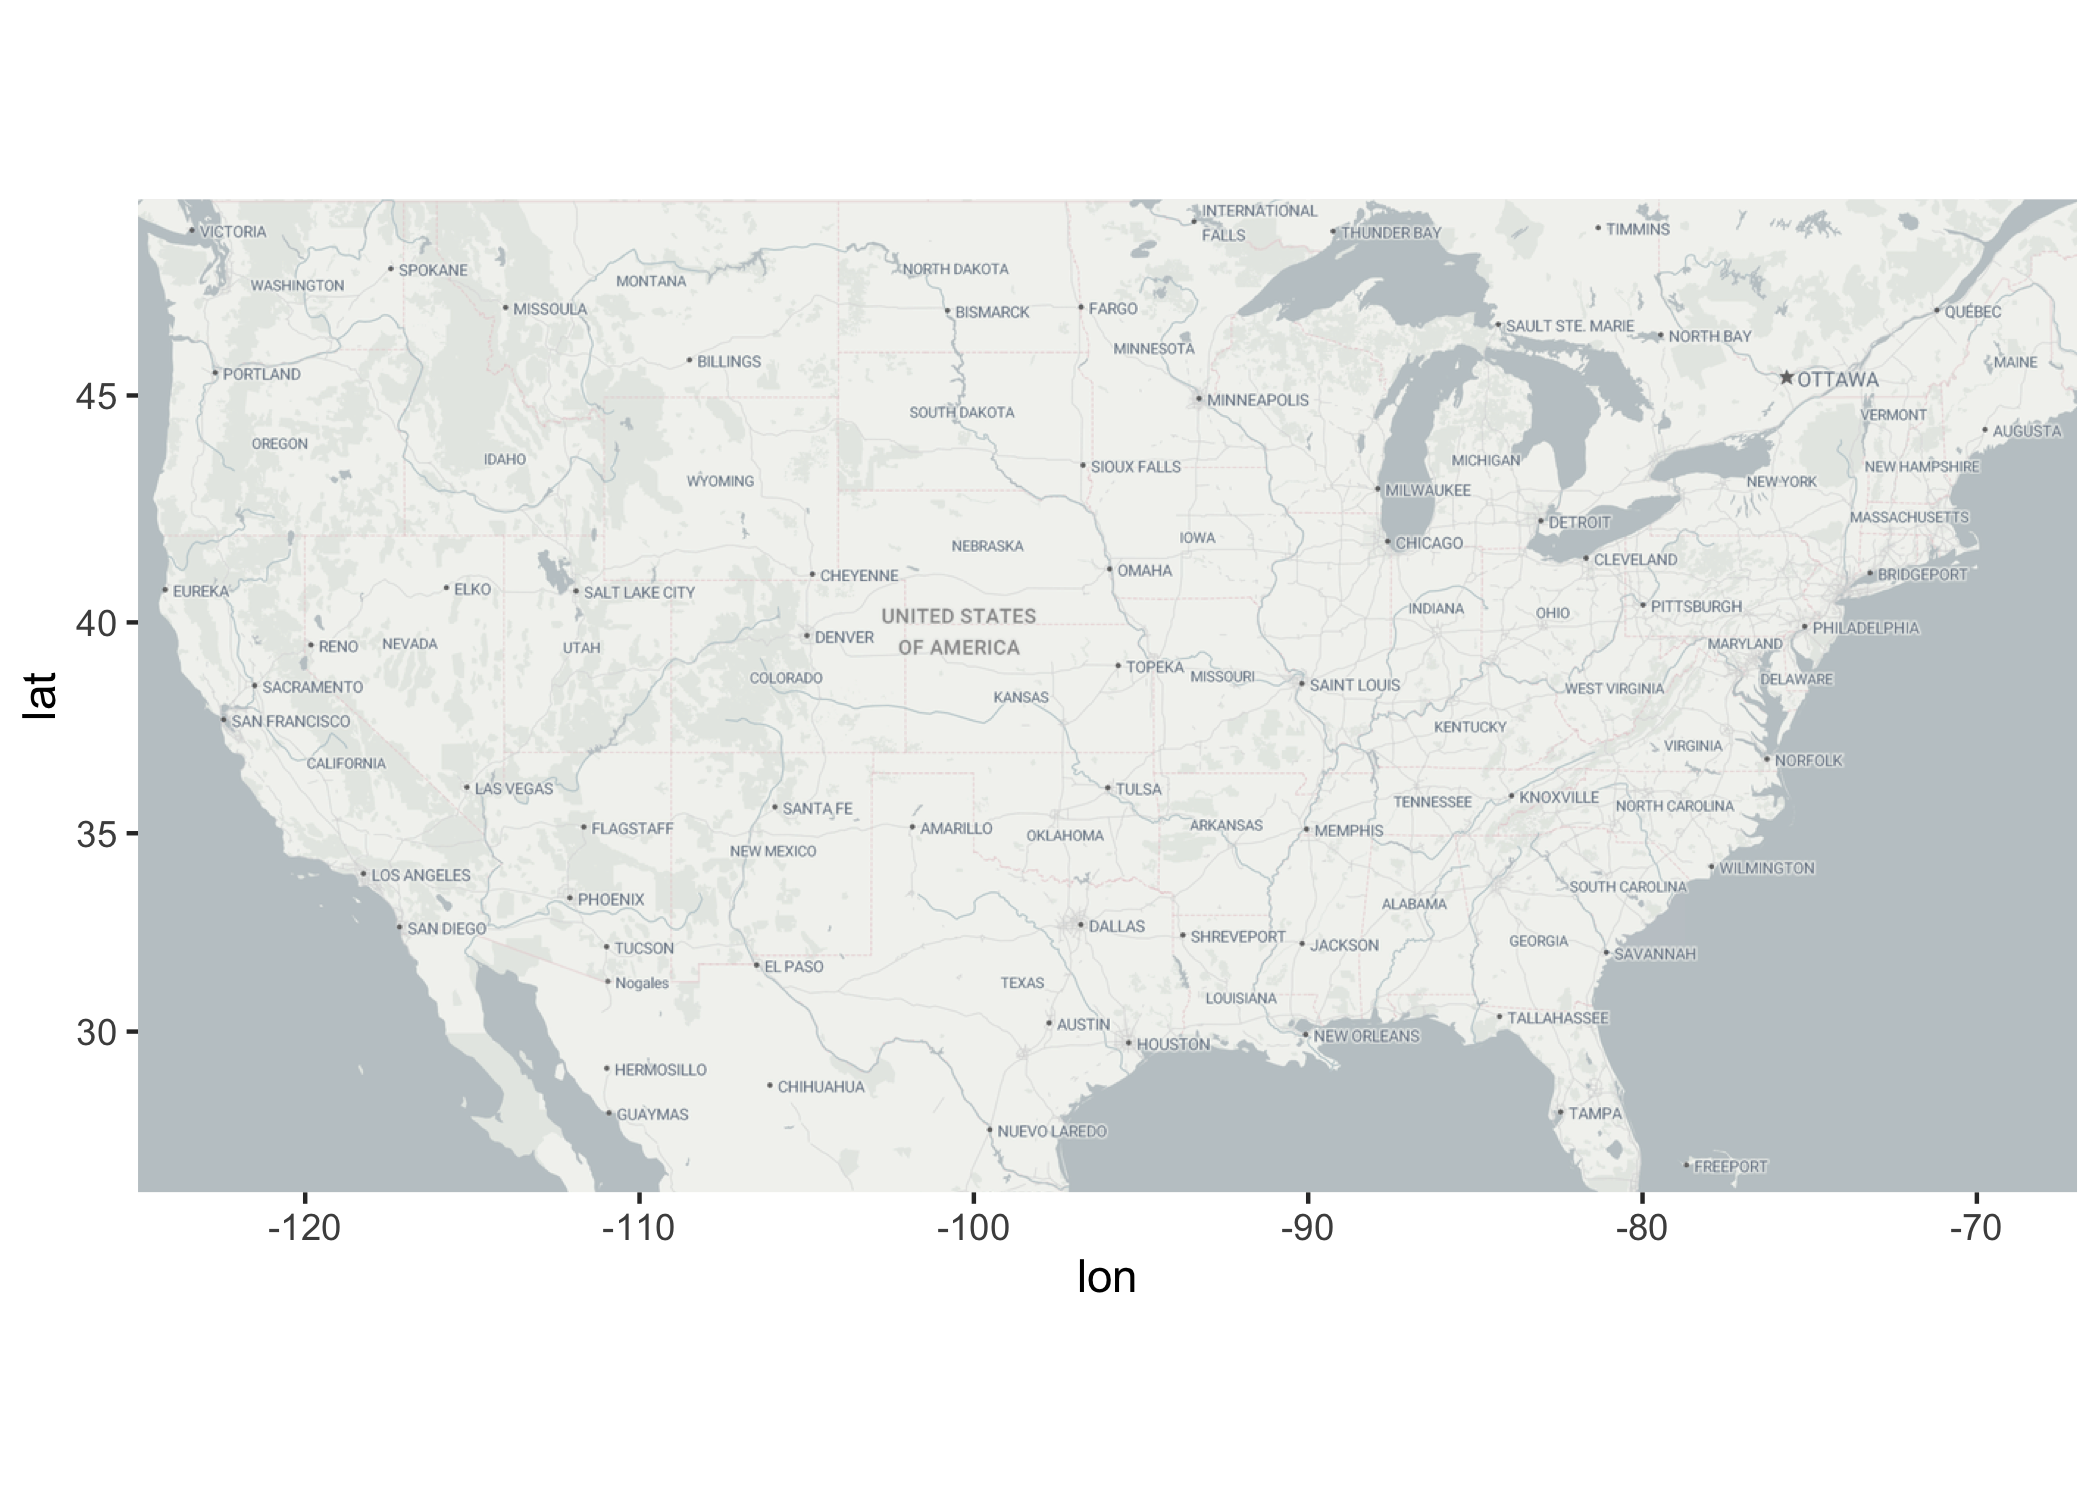 INTERNATIONAL
FALLS
VICTORIA
THUNDER BAY
TIMMINS
SPOKANE
NORTH DAKOTA
WASHINGTON
MONTANA
MISSOULA
BISMARCK
FARGO
QUÉBEC
SAULT STE. MARIE
NORTH BAY
MINNESOTA
BILLINGS
MAINE
PORTLAND
OTTAWA
45
MINNEAPOLIS
SOUTH DAKOTA
VERMONT
AUGUSTA
OREGON
IDAHO
MICHIGAN
SIOUX FALLS
NEW HAMPSHIRE
WYOMING
NEW YORK
MILWAUKEE
MASSACHUSETTS
DETROIT
IOWA
CHICAGO
NEBRASKA
CLEVELAND
OMAHA
CHEYENNE
BRIDGEPORT
EUREKA
ELKO
SALT LAKE CITY
PITTSBURGH
INDIANA
OHIO
UNITED STATES
OF AMERICA
40
PHILADELPHIA
DENVER
RENO
NEVADA
UTAH
MARYLAND
TOPEKA
MISSOURI
COLORADO
DELAWARE
SACRAMENTO
SAINT LOUIS
WEST VIRGINIA
KANSAS
lat
SAN FRANCISCO
KENTUCKY
VIRGINIA
CALIFORNIA
NORFOLK
LAS VEGAS
TULSA
KNOXVILLE
TENNESSEE
NORTH CAROLINA
SANTA FE
35
FLAGSTAFF
AMARILLO
OKLAHOMA
ARKANSAS
MEMPHIS
NEW MEXICO
WILMINGTON
LOS ANGELES
SOUTH CAROLINA
PHOENIX
ALABAMA
SAN DIEGO
DALLAS
SHREVEPORT
JACKSON
GEORGIA
TUCSON
SAVANNAH
EL PASO
Nogales
TEXAS
LOUISIANA
30
AUSTIN
TALLAHASSEE
HOUSTON
NEW ORLEANS
HERMOSILLO
CHIHUAHUA
GUAYMAS
TAMPA
NUEVO LAREDO
FREEPORT
-120 -110 -100 -90 -80 -70
lon